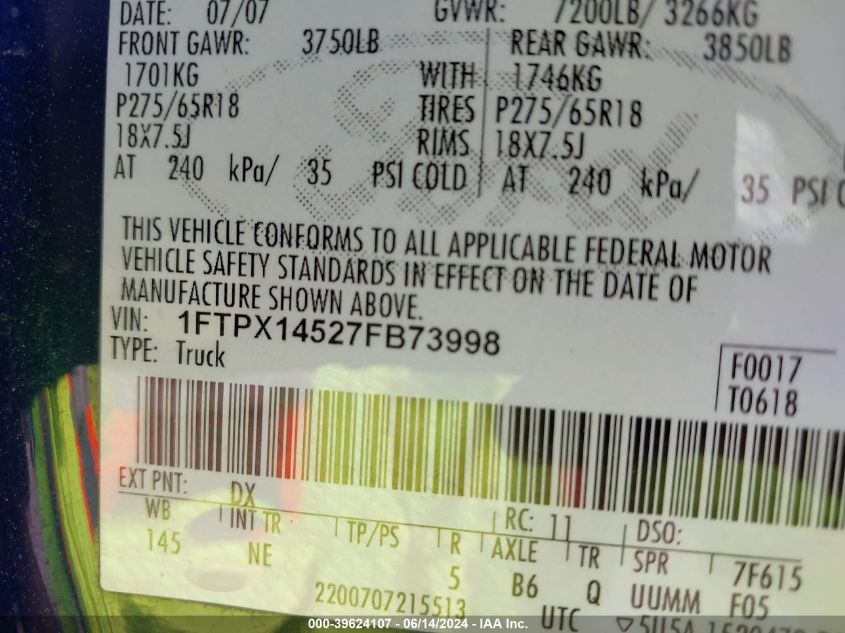 DATE: 07/07 GVWR: 7200LB/ 3266KG
FRONT GAWR: 3750LB REAR GAWR: 3850LB
1701KG WITH 1746KG
P275/65R18 TIRES P275/65R18
18X7.5J RIMS 18X7.5J
AT 240 kPa/ 35 PSI COLD AT 240 kPa/ 35 PSI
THIS VEHICLE CONFORMS TO ALL APPLICABLE FEDERAL MOTOR
VEHICLE SAFETY STANDARDS IN EFFECT ON THE DATE OF
MANUFACTURE SHOWN ABOVE.
VIN: 1FTPX14527FB73998
TYPE: Truck
F0017
T0618
EXT PNT: DX RC: 11 DSO:
WB INT TR TP/PS R AXLE TR SPR 7F615
145 NE 5 B6 Q UUMM F05
2200707215513 UTC
000-39624107 - 06/14/2024 - IAA Inc.